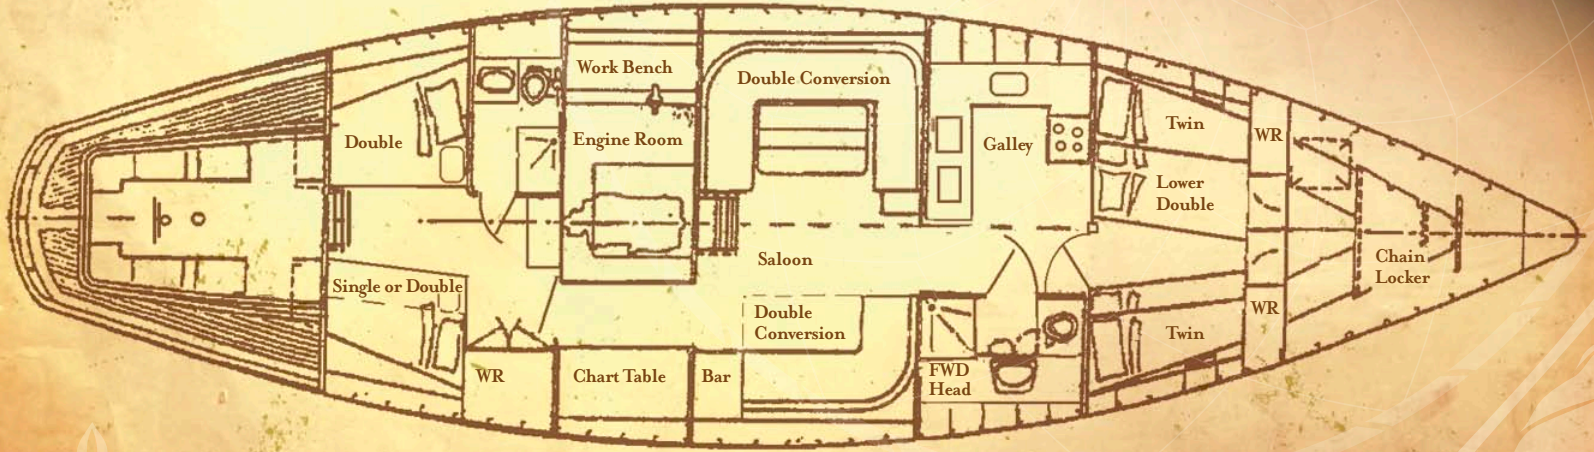 Work Bench
Double Conversion
Engine Room
Double
Galley
Twin
WR
Lower
Double
Saloon
Chain
Locker
Single or Double
Double
Conversion
WR
Twin
WR
Chart Table
Bar
FWD
Head